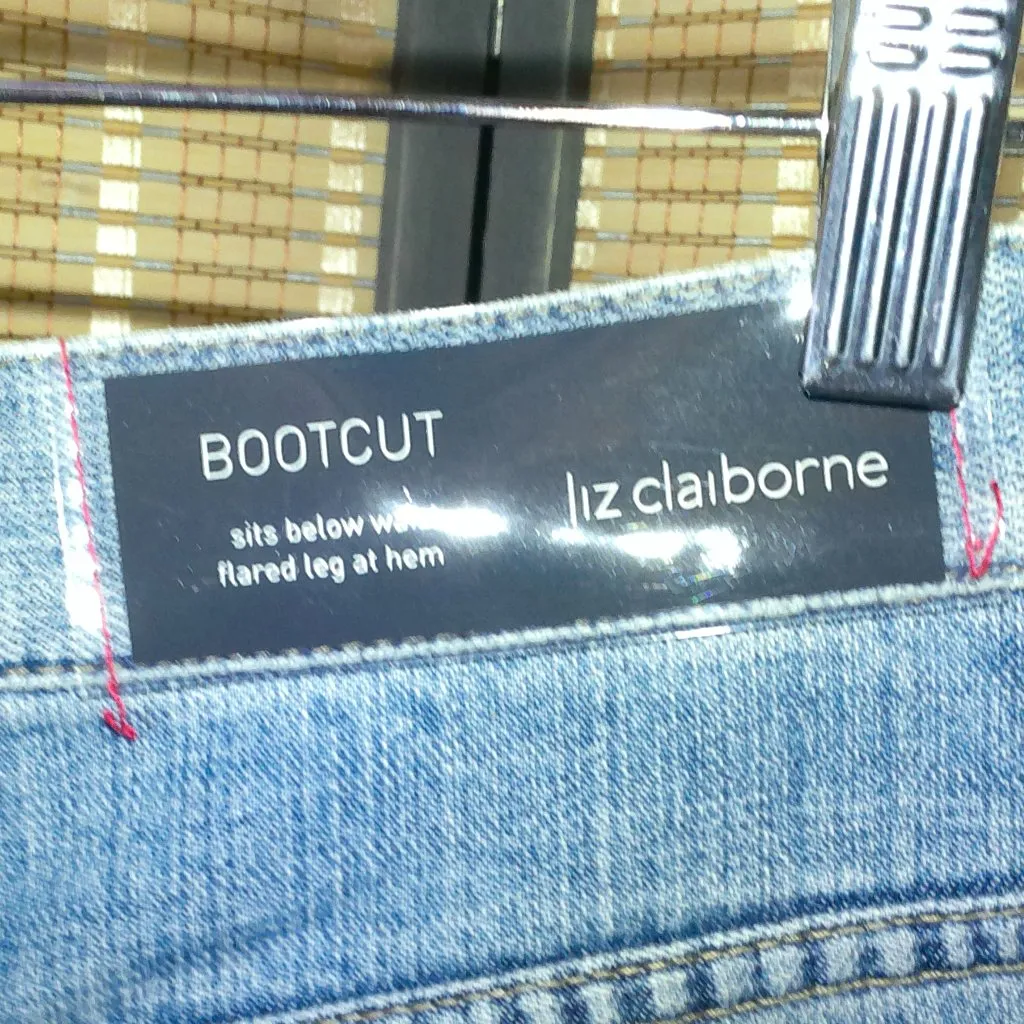 BOOTCUT
sits below
flared leg at hem
liz claiborne